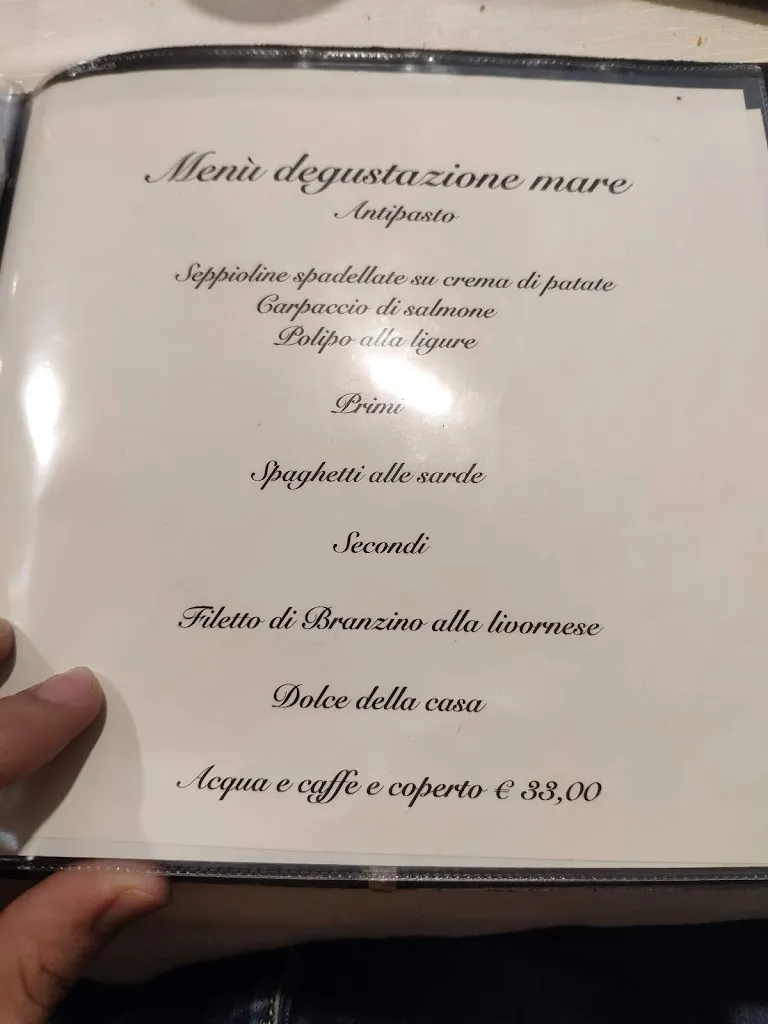 Menù degustazione mare
Antipasto
Seppioline spadellate su crema di patate
Carpaccio di salmone
Polipo alla ligure
Primi
Spaghetti alle sarde
Secondi
Filetto di Branzino alla livornese
Dolce della casa
Acqua e caffe e coperto € 33,00